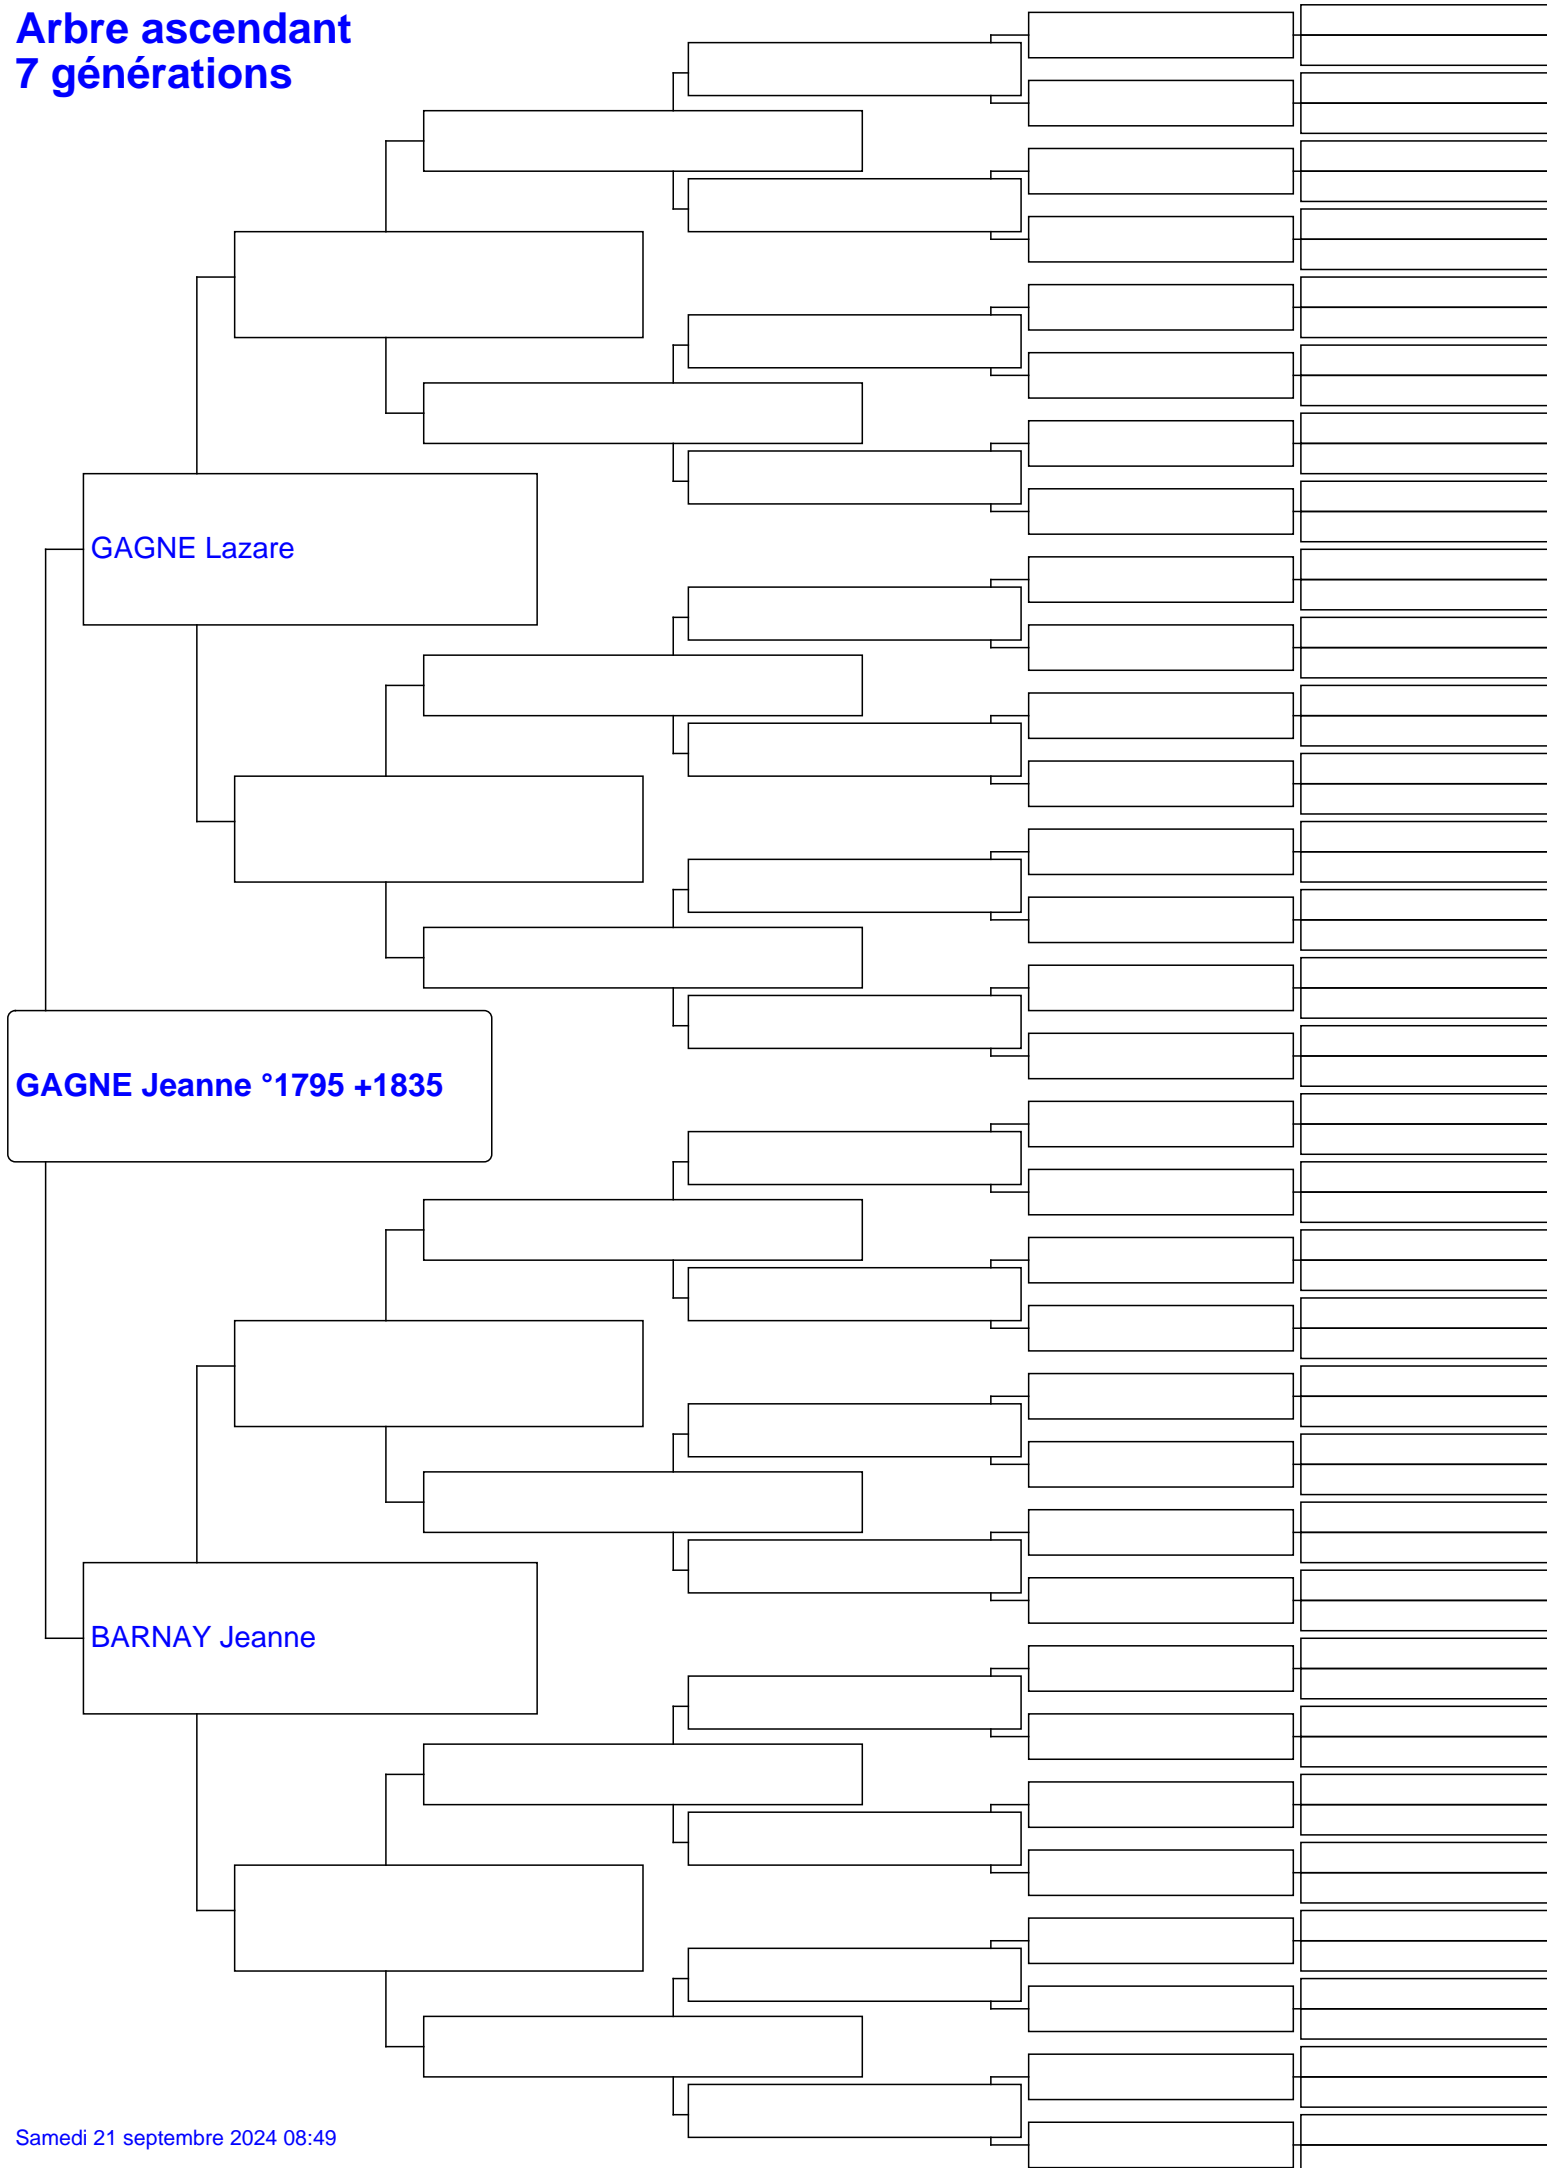 Arbre ascendant
7 générations
GAGNE Lazare
GAGNE Jeanne °1795 +1835
BARNAY Jeanne
Samedi 21 septembre 2024 08:49